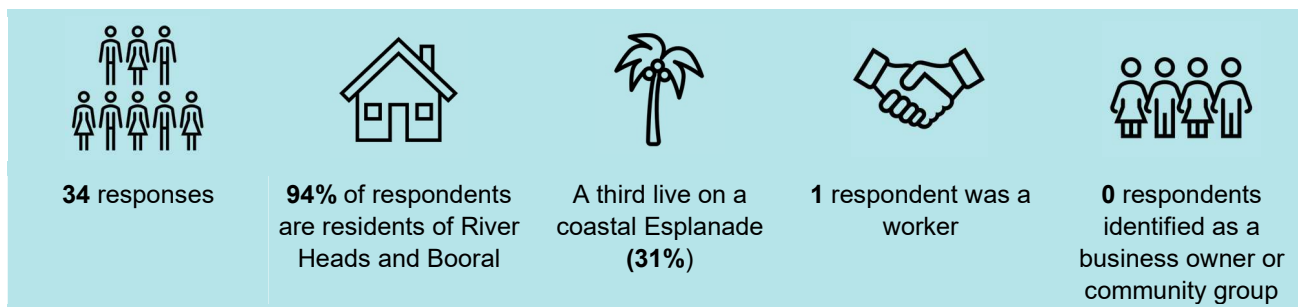 34 responses
94% of respondents
are residents of River
Heads and Booral
A third live on a
coastal Esplanade
(31%)
1 respondent was a
worker
0 respondents
identified as a
business owner or
community group